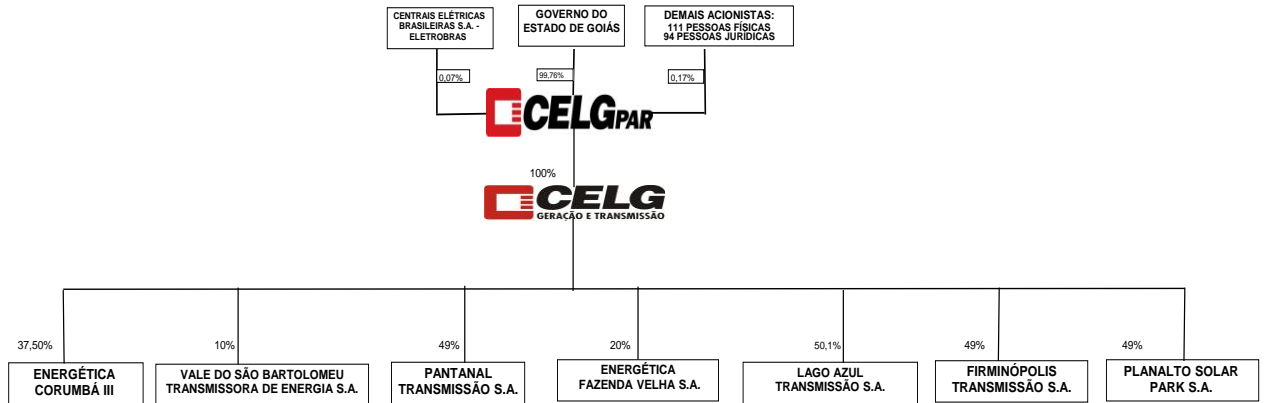 CENTRAIS ELÉTRICAS
BRASILEIRAS S.A. -
ELETROBRAS
GOVERNO DO
ESTADO DE GOIÁS
DEMAIS ACIONISTAS:
111 PESSOAS FÍSICAS
94 PESSOAS JURÍDICAS
0,07%
99,76%
0,17%
CELGPAR
100%
CELG
GERAÇÃO E TRANSMISSÃO
37,50%
10%
49%
20%
50,1%
49%
49%
ENERGÉTICA
CORUMBÁ III
VALE DO SÃO BARTOLOMEU
TRANSMISSORA DE ENERGIA S.A.
PANTANAL
TRANSMISSÃO S.A.
ENERGÉTICA
FAZENDA VELHA S.A.
LAGO AZUL
TRANSMISSÃO S.A.
FIRMINÓPOLIS
TRANSMISSÃO S.A.
PLANALTO SOLAR
PARK S.A.